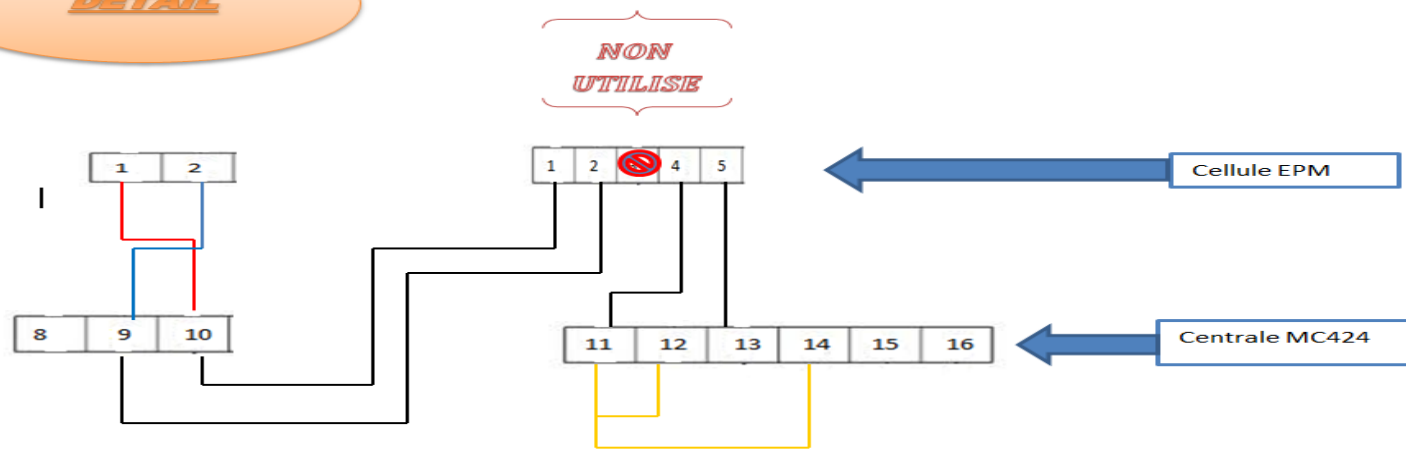 DETAIL
NON
UTILISE
1 2
1 2 4 5
Cellule EPM
8 9 10
11 12 13 14 15 16
Centrale MC424